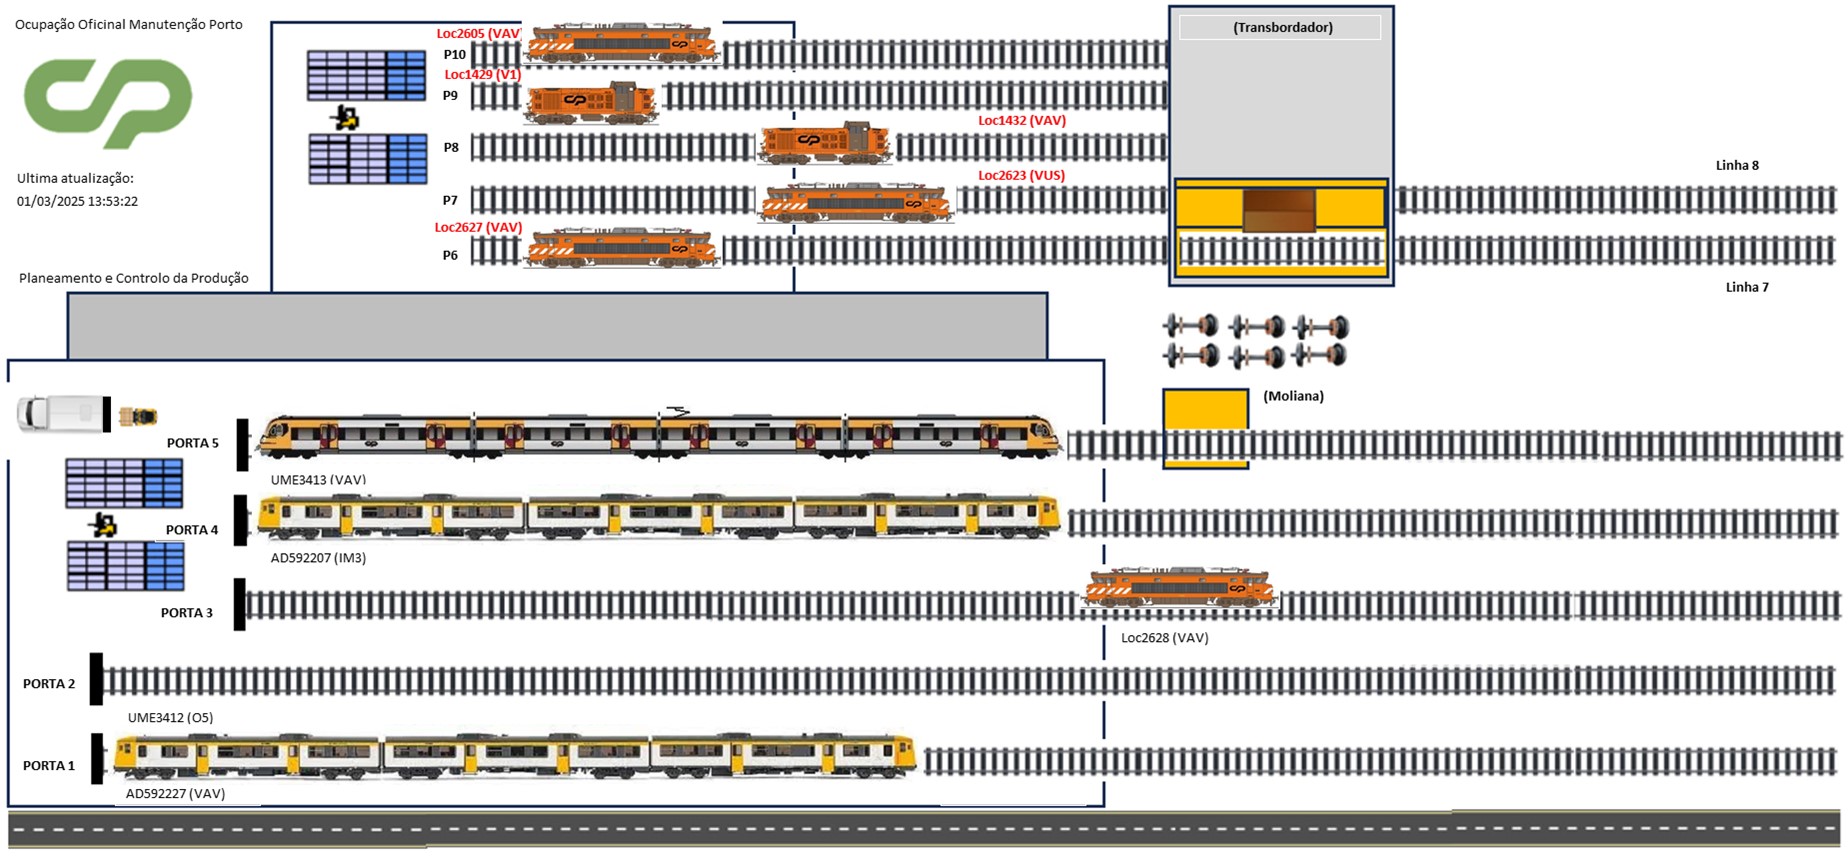 Ocupação Oficinal Manutenção Porto
CP
Ultima atualização:
01/03/2025 13:53:22
Planeamento e Controlo da Produção
Loc2605 (VAV)
P10
Loc1429 (V1)
P9
Loc1432 (VAV)
P8
Loc2623 (VUS)
P7
Loc2627 (VAV)
P6
(Transbordador)
Linha 8
Linha 7
(Moliana)
PORTA 5
UME3413 (VAV)
PORTA 4
AD592207 (IM3)
PORTA 3
Loc2628 (VAV)
PORTA 2
UME3412 (O5)
PORTA 1
AD592227 (VAV)